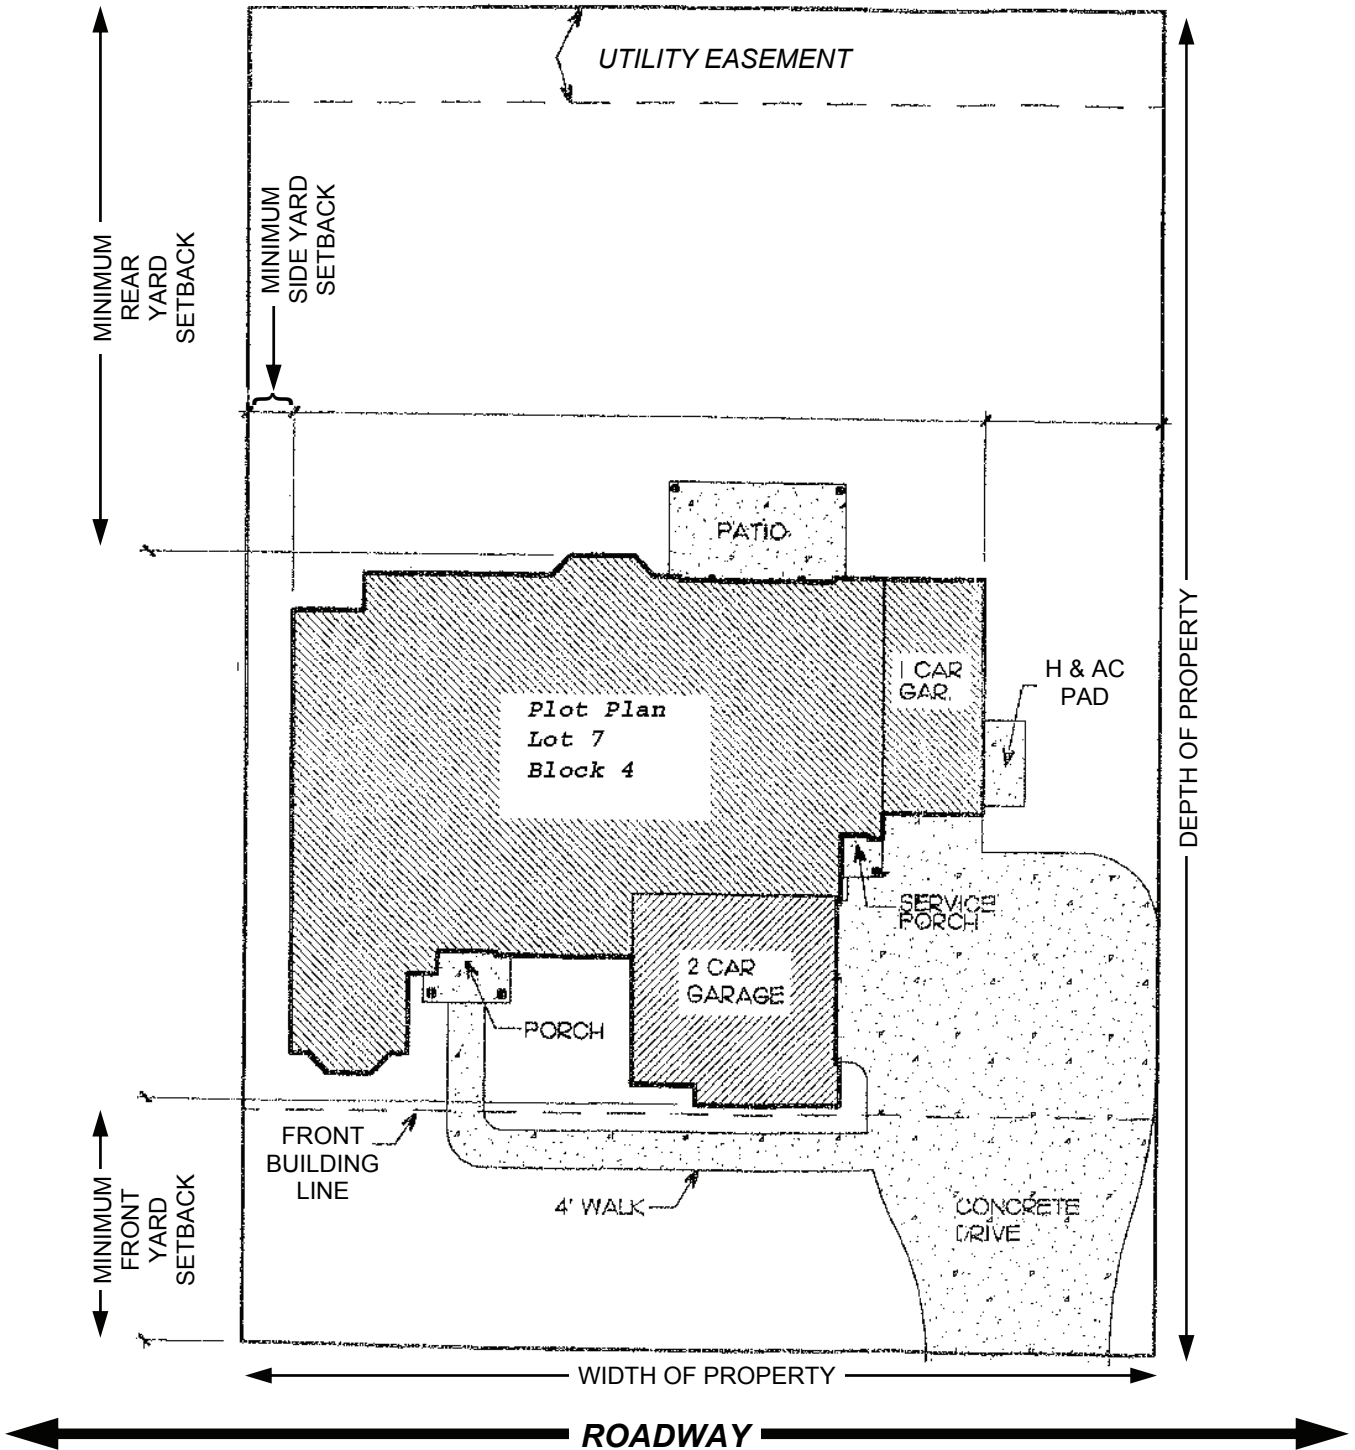 UTILITY EASEMENT
MINIMUM
REAR
YARD
SETBACK
MINIMUM
SIDE YARD
SETBACK
PATIO
DEPTH OF PROPERTY
1 CAR
GAR.
H & AC
PAD
Plot Plan
Lot 7
Block 4
SERVICE
PORCH
2 CAR
GARAGE
PORCH
FRONT
BUILDING
LINE
MINIMUM
FRONT
YARD
SETBACK
4' WALK
CONCRETE
DRIVE
WIDTH OF PROPERTY
ROADWAY